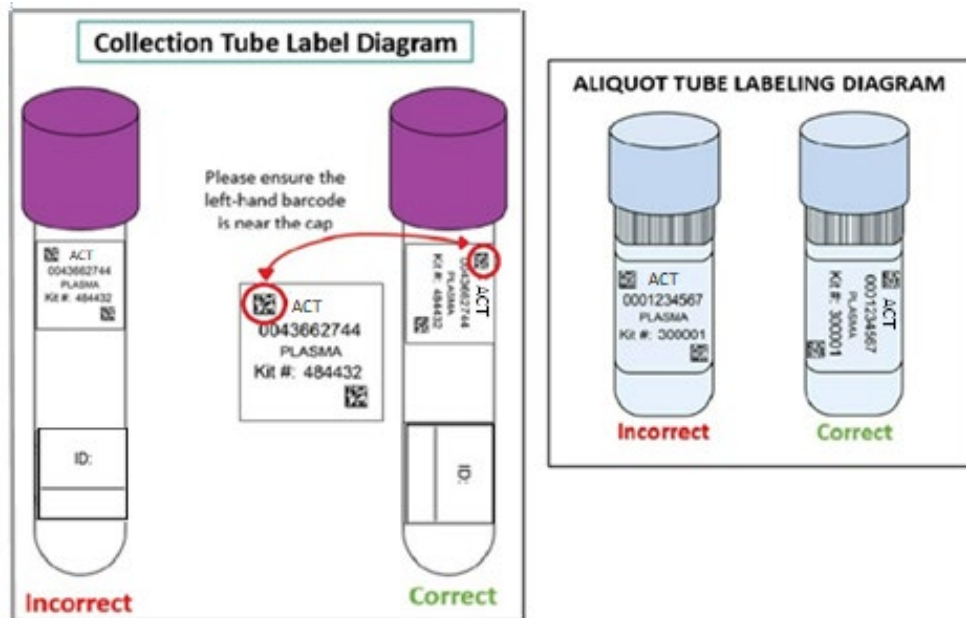 Collection Tube Label Diagram
Please ensure the
left-hand barcode
is near the cap
ACT
0043662744
PLASMA
Kit #: 484432
ID:
Incorrect
ACT
0043662744
PLASMA
Kit #: 484432
ACT
0043662744
PLASMA
Kit #: 484432
ID:
Correct
ALIQUOT TUBE LABELING DIAGRAM
ACT
0001234567
PLASMA
Kit #: 300001
Incorrect
ACT
0001234567
PLASMA
Kit #: 300001
Correct